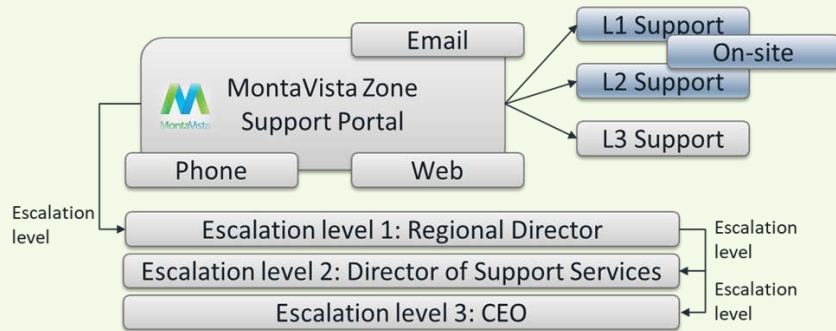 Email
MontaVista Zone
Support Portal
MontaVista
Phone
Web
L1 Support
On-site
L2 Support
L3 Support
Escalation
level
Escalation level 1: Regional Director
Escalation
level
Escalation level 2: Director of Support Services
Escalation
level
Escalation level 3: CEO